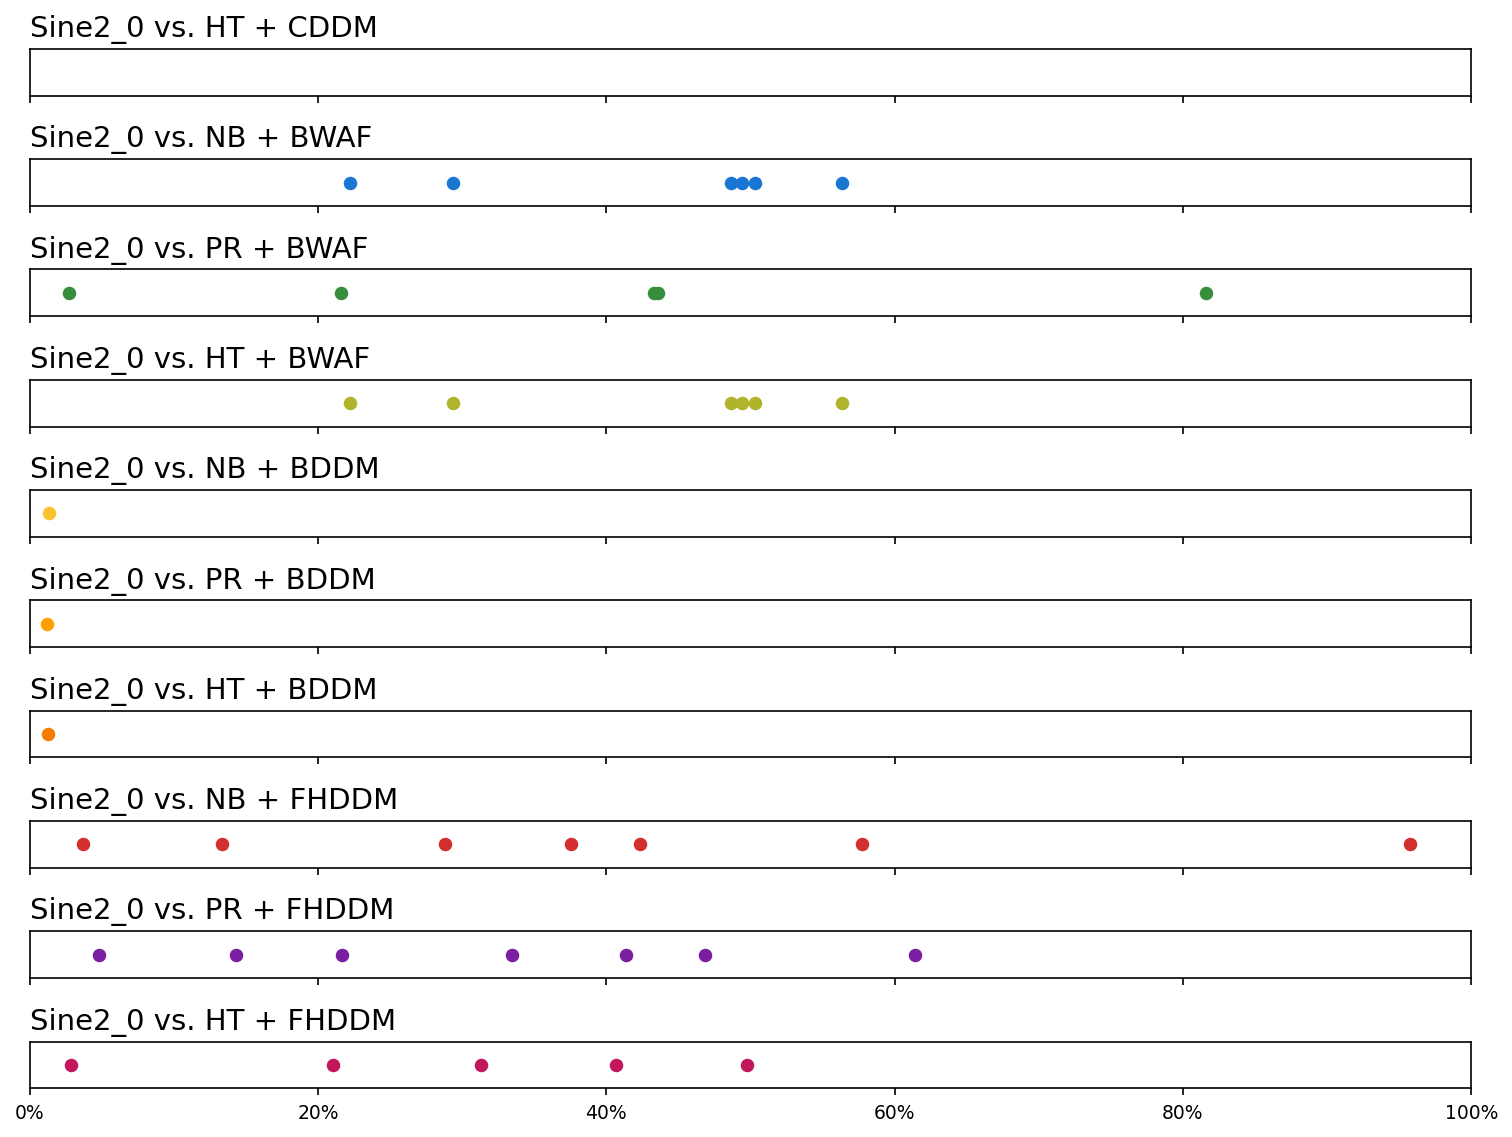 Sine2_0 vs. HT + CDDM
Sine2_0 vs. NB + BWAF
Sine2_0 vs. PR + BWAF
Sine2_0 vs. HT + BWAF
Sine2_0 vs. NB + BDDM
Sine2_0 vs. PR + BDDM
Sine2_0 vs. HT + BDDM
Sine2_0 vs. NB + FHDDM
Sine2_0 vs. PR + FHDDM
Sine2_0 vs. HT + FHDDM
0% 20% 40% 60% 80% 100%